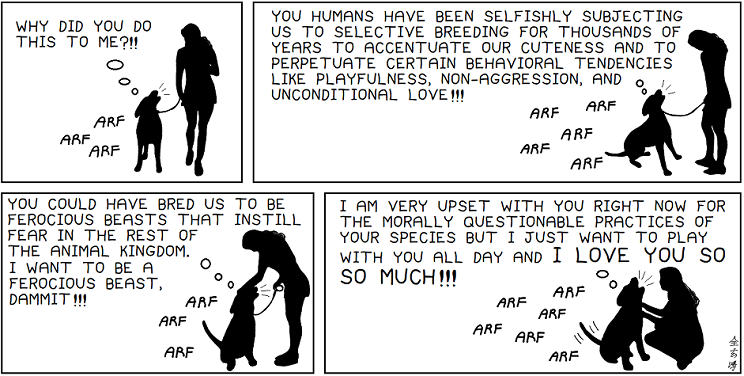 WHY DID YOU DO
THIS TO ME?!!
ARF
ARF
ARF
YOU HUMANS HAVE BEEN SELFISHLY SUBJECTING
US TO SELECTIVE BREEDING FOR THOUSANDS OF
YEARS TO ACCENTUATE OUR CUTENESS AND TO
PERPETUATE CERTAIN BEHAVIORAL TENDENCIES
LIKE PLAYFULNESS, NON-AGGRESSION, AND
UNCONDITIONAL LOVE!!!
ARF ARF
ARF
ARF
ARF
YOU COULD HAVE BRED US TO BE
FEROCIOUS BEASTS THAT INSTILL
FEAR IN THE REST OF
THE ANIMAL KINGDOM.
I WANT TO BE A
FEROCIOUS BEAST,
DAMMIT!!!
ARF
ARF
ARF
I AM VERY UPSET WITH YOU RIGHT NOW FOR
THE MORALLY QUESTIONABLE PRACTICES OF
YOUR SPECIES BUT I JUST WANT TO PLAY
WITH YOU ALL DAY AND I LOVE YOU SO
SO MUCH!!!
ARF ARF
ARF
ARF ARF
ARF